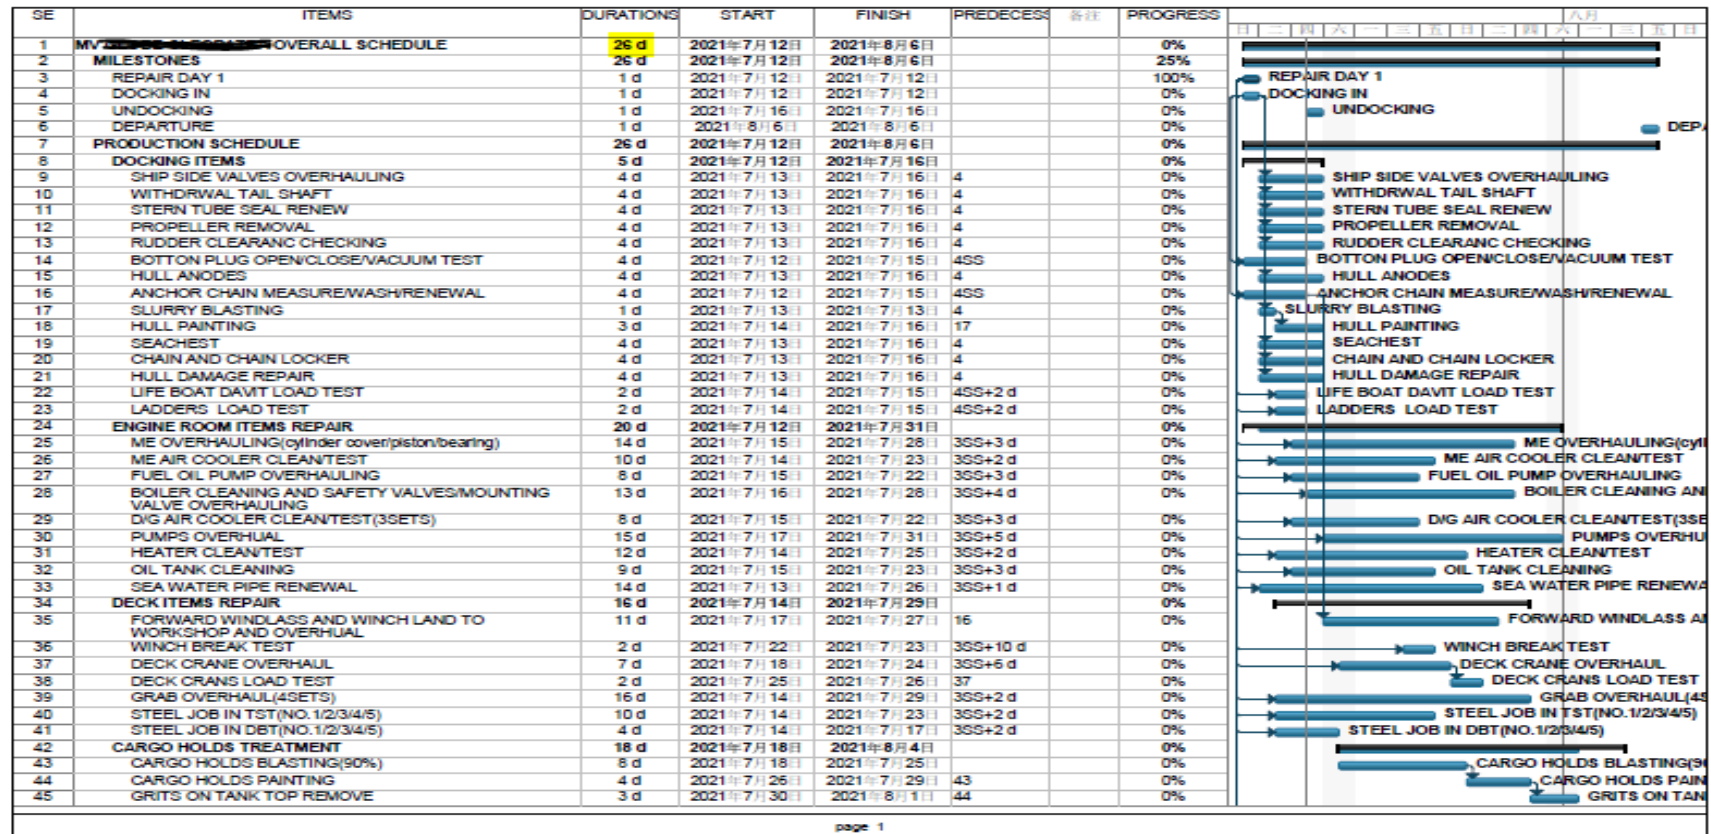 SE ITEMS DURATIONS START FINISH PREDECESS 备注 PROGRESS 八月
日 二 四 六 一 三 五 日 二 四 六 一 三 五 日
1 MV OVERALL SCHEDULE 26 d 2021年7月12日 2021年8月6日 0%
2 MILESTONES 26 d 2021年7月12日 2021年8月6日 25%
3 REPAIR DAY 1 1 d 2021年7月12日 2021年7月12日 100% REPAIR DAY 1
4 DOCKING IN 1 d 2021年7月12日 2021年7月12日 0% DOCKING IN
5 UNDOCKING 1 d 2021年7月16日 2021年7月16日 0% UNDOCKING
6 DEPARTURE 1 d 2021年8月6日 2021年8月6日 0% DEPA
7 PRODUCTION SCHEDULE 26 d 2021年7月12日 2021年8月6日 0%
8 DOCKING ITEMS 5 d 2021年7月12日 2021年7月16日 0%
9 SHIP SIDE VALVES OVERHAULING 4 d 2021年7月13日 2021年7月16日 4 0% SHIP SIDE VALVES OVERHAULING
10 WITHDRWAL TAIL SHAFT 4 d 2021年7月13日 2021年7月16日 4 0% WITHDRWAL TAIL SHAFT
11 STERN TUBE SEAL RENEW 4 d 2021年7月13日 2021年7月16日 4 0% STERN TUBE SEAL RENEW
12 PROPELLER REMOVAL 4 d 2021年7月13日 2021年7月16日 4 0% PROPELLER REMOVAL
13 RUDDER CLEARANC CHECKING 4 d 2021年7月13日 2021年7月16日 4 0% RUDDER CLEARANC CHECKING
14 BOTTON PLUG OPEN/CLOSE/VACUUM TEST 4 d 2021年7月12日 2021年7月15日 4SS 0% BOTTON PLUG OPEN/CLOSE/VACUUM TEST
15 HULL ANODES 4 d 2021年7月13日 2021年7月16日 4 0% HULL ANODES
16 ANCHOR CHAIN MEASURE/WASH/RENEWAL 4 d 2021年7月12日 2021年7月15日 4SS 0% ANCHOR CHAIN MEASURE/WASH/RENEWAL
17 SLURRY BLASTING 1 d 2021年7月13日 2021年7月13日 4 0% SLURRY BLASTING
18 HULL PAINTING 3 d 2021年7月14日 2021年7月16日 17 0% HULL PAINTING
19 SEACHEST 4 d 2021年7月13日 2021年7月16日 4 0% SEACHEST
20 CHAIN AND CHAIN LOCKER 4 d 2021年7月13日 2021年7月16日 4 0% CHAIN AND CHAIN LOCKER
21 HULL DAMAGE REPAIR 4 d 2021年7月13日 2021年7月16日 4 0% HULL DAMAGE REPAIR
22 LIFE BOAT DAVIT LOAD TEST 2 d 2021年7月14日 2021年7月15日 4SS+2 d 0% LIFE BOAT DAVIT LOAD TEST
23 LADDERS LOAD TEST 2 d 2021年7月14日 2021年7月15日 4SS+2 d 0% LADDERS LOAD TEST
24 ENGINE ROOM ITEMS REPAIR 20 d 2021年7月12日 2021年7月31日 0%
25 ME OVERHAULING(cylinder cover/piston/bearing) 14 d 2021年7月15日 2021年7月28日 3SS+3 d 0% ME OVERHAULING(cyli
26 ME AIR COOLER CLEAN/TEST 10 d 2021年7月14日 2021年7月23日 3SS+2 d 0% ME AIR COOLER CLEAN/TEST
27 FUEL OIL PUMP OVERHAULING 8 d 2021年7月15日 2021年7月22日 3SS+3 d 0% FUEL OIL PUMP OVERHAULING
28 BOILER CLEANING AND SAFETY VALVES/MOUNTING 13 d 2021年7月16日 2021年7月28日 3SS+4 d 0% BOILER CLEANING AN
VALVE OVERHAULING
29 D/G AIR COOLER CLEAN/TEST(3SETS) 8 d 2021年7月15日 2021年7月22日 3SS+3 d 0% D/G AIR COOLER CLEAN/TEST(3SE
30 PUMPS OVERHUAL 15 d 2021年7月17日 2021年7月31日 3SS+5 d 0% PUMPS OVERHU
31 HEATER CLEAN/TEST 12 d 2021年7月14日 2021年7月25日 3SS+2 d 0% HEATER CLEAN/TEST
32 OIL TANK CLEANING 9 d 2021年7月15日 2021年7月23日 3SS+3 d 0% OIL TANK CLEANING
33 SEA WATER PIPE RENEWAL 14 d 2021年7月13日 2021年7月26日 3SS+1 d 0% SEA WATER PIPE RENEWA
34 DECK ITEMS REPAIR 16 d 2021年7月14日 2021年7月29日 0%
35 FORWARD WINDLASS AND WINCH LAND TO 11 d 2021年7月17日 2021年7月27日 16 0% FORWARD WINDLASS A
WORKSHOP AND OVERHUAL
36 WINCH BREAK TEST 2 d 2021年7月22日 2021年7月23日 3SS+10 d 0% WINCH BREAK TEST
37 DECK CRANE OVERHAUL 7 d 2021年7月18日 2021年7月24日 3SS+6 d 0% DECK CRANE OVERHAUL
38 DECK CRANS LOAD TEST 2 d 2021年7月25日 2021年7月26日 37 0% DECK CRANS LOAD TEST
39 GRAB OVERHAUL(4SETS) 16 d 2021年7月14日 2021年7月29日 3SS+2 d 0% GRAB OVERHAUL(4S
40 STEEL JOB IN TST(NO.1/2/3/4/5) 10 d 2021年7月14日 2021年7月23日 3SS+2 d 0% STEEL JOB IN TST(NO.1/2/3/4/5)
41 STEEL JOB IN DBT(NO.1/2/3/4/5) 4 d 2021年7月14日 2021年7月17日 3SS+2 d 0% STEEL JOB IN DBT(NO.1/2/3/4/5)
42 CARGO HOLDS TREATMENT 18 d 2021年7月18日 2021年8月4日 0%
43 CARGO HOLDS BLASTING(90%) 8 d 2021年7月18日 2021年7月25日 0% CARGO HOLDS BLASTING(9
44 CARGO HOLDS PAINTING 4 d 2021年7月26日 2021年7月29日 43 0% CARGO HOLDS PAIN
45 GRITS ON TANK TOP REMOVE 3 d 2021年7月30日 2021年8月1日 44 0% GRITS ON TAN
page 1